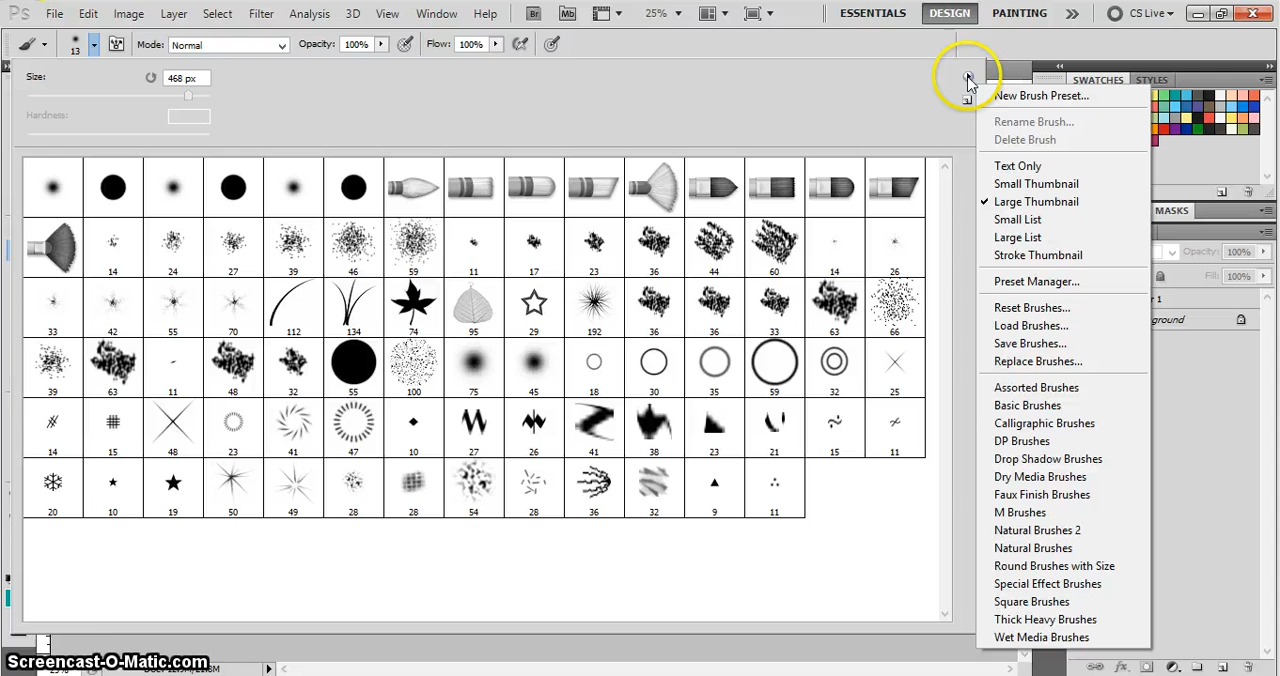 Ps File Edit Image Layer Select Filter Analysis 3D View Window Help Br Mb 25% ESSENTIALS DESIGN PAINTING CS Live
13 Mode: Normal Opacity: 100% Flow: 100%
Size: 468 px
Hardness:
SWATCHES STYLES
MASKS
Opacity: 100%
Fill: 100%
New Brush Preset...
Rename Brush...
Delete Brush
Text Only
Small Thumbnail
Large Thumbnail
Small List
Large List
Stroke Thumbnail
Preset Manager...
Reset Brushes...
Load Brushes...
Save Brushes...
Replace Brushes...
Assorted Brushes
Basic Brushes
Calligraphic Brushes
DP Brushes
Drop Shadow Brushes
Dry Media Brushes
Faux Finish Brushes
M Brushes
Natural Brushes 2
Natural Brushes
Round Brushes with Size
Special Effect Brushes
Square Brushes
Thick Heavy Brushes
Wet Media Brushes
14 24 27 39 46 59 11 17 23 36 44 60 14 26
33 42 55 70 112 134 74 95 29 192 36 36 33 63 66
39 63 11 48 32 55 100 75 45 18 30 35 59 32 25
14 15 48 23 41 47 10 27 26 41 38 23 21 15 11
20 10 19 50 49 28 28 54 28 36 32 9 11
Screencast-O-Matic.com